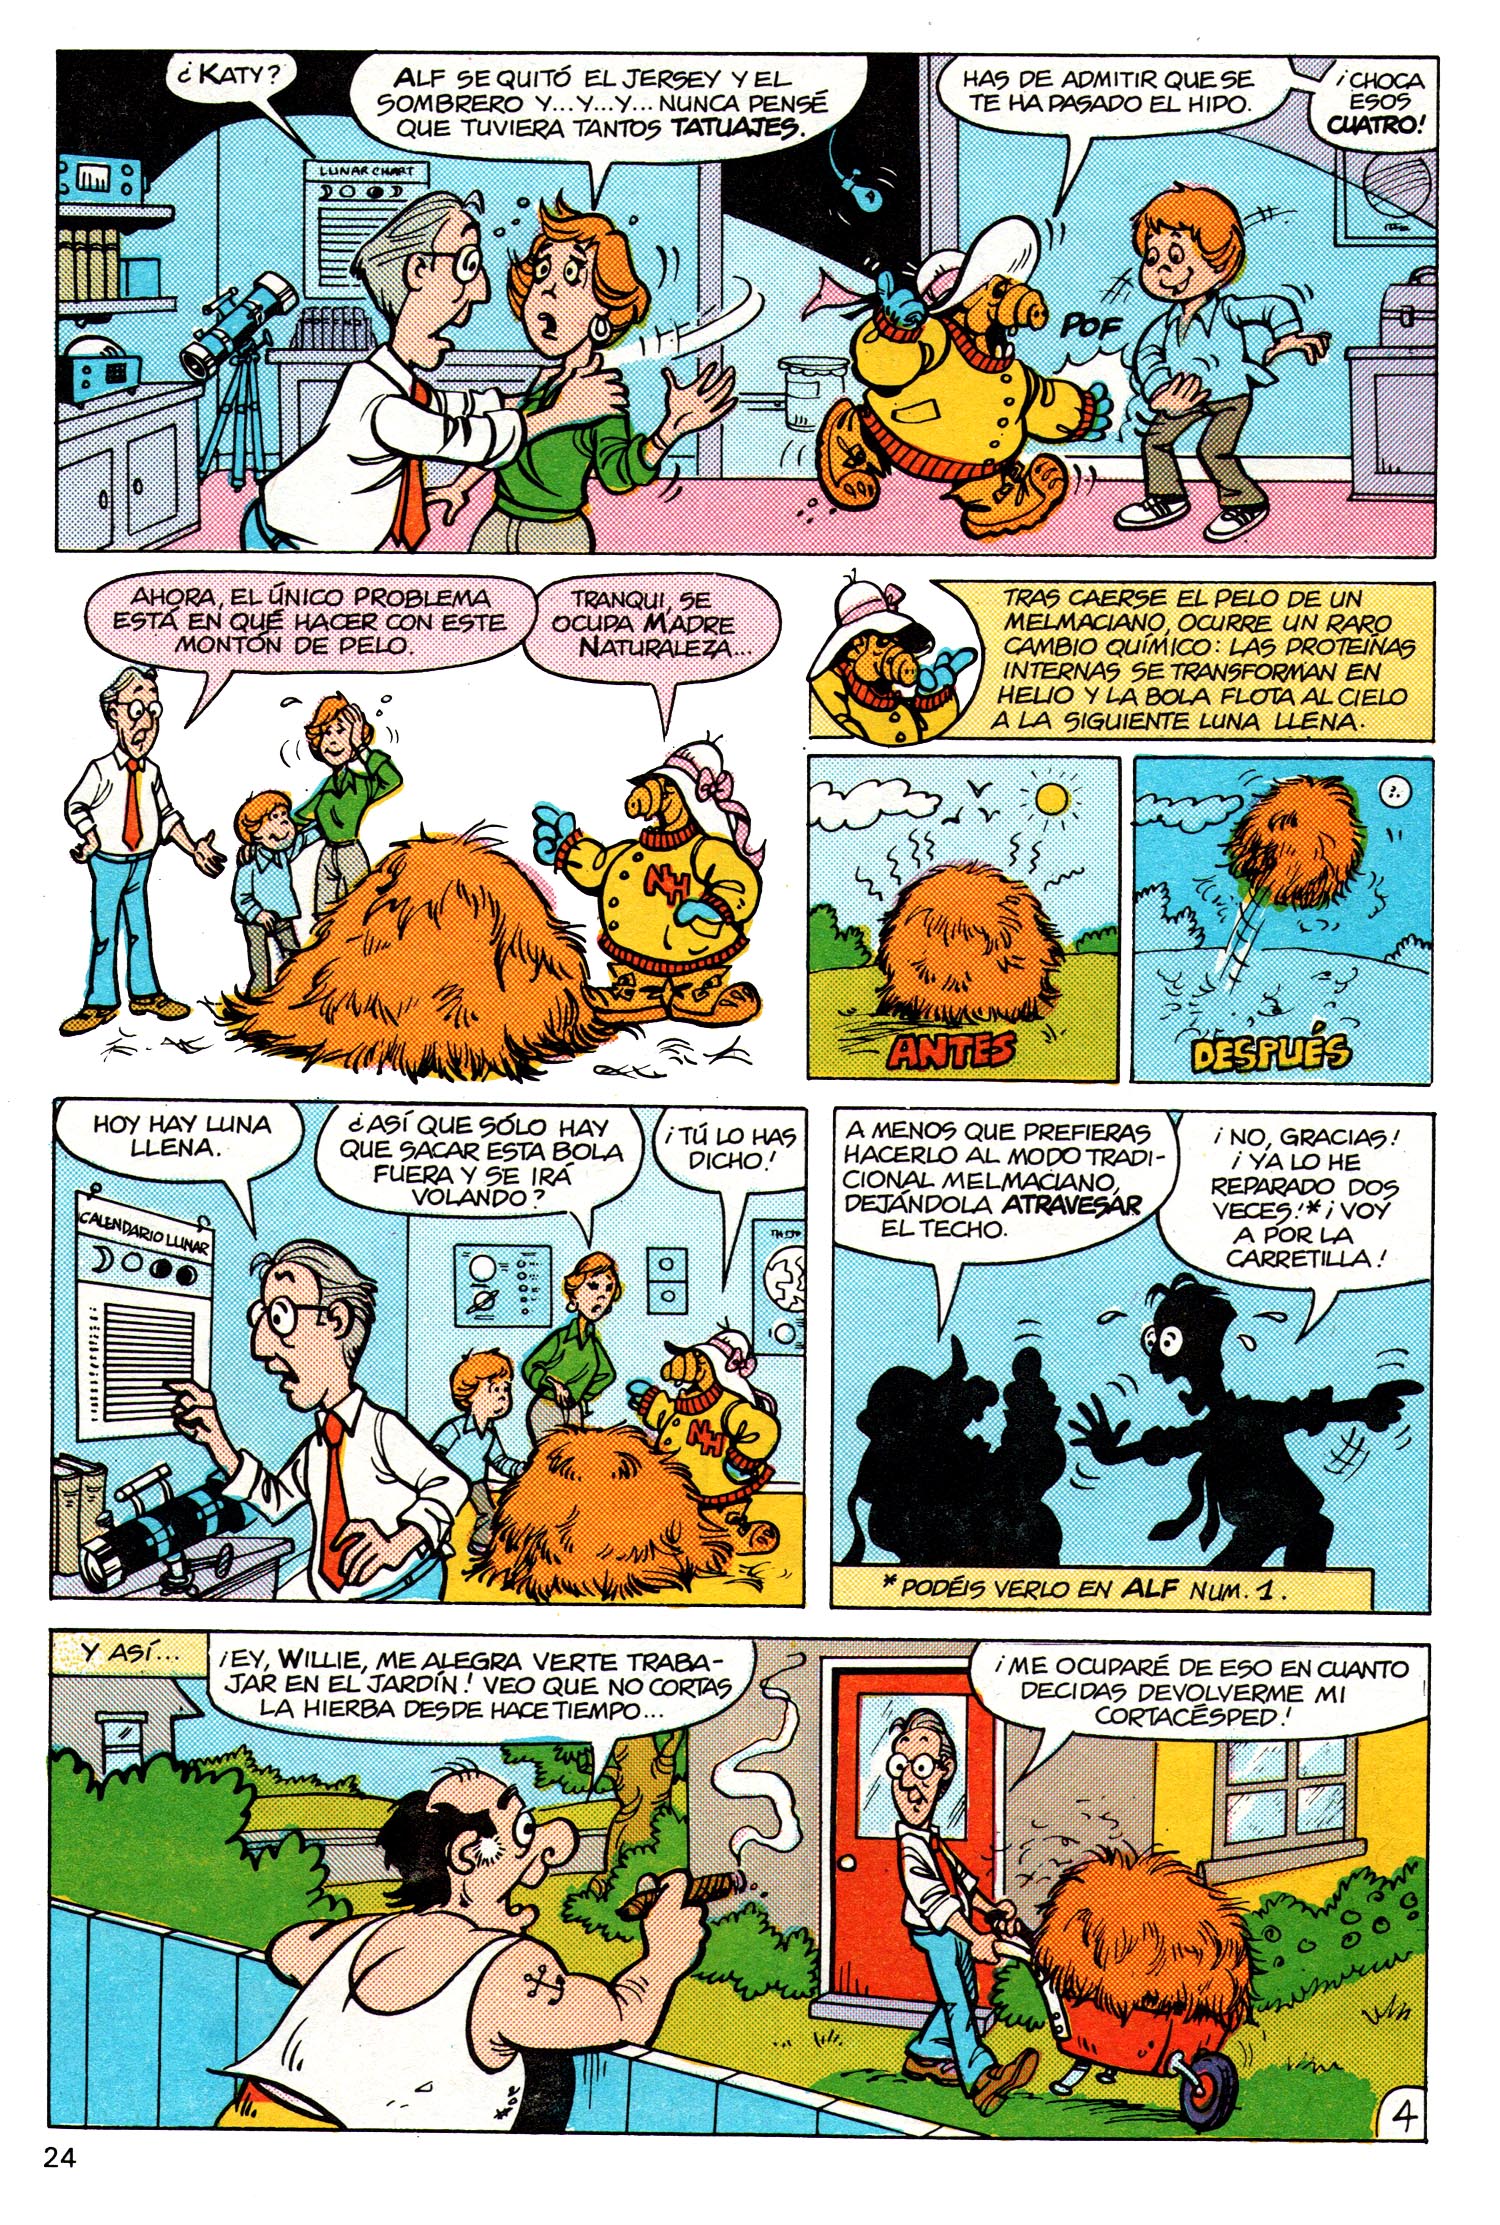 ¿KATY?
ALF SE QUITÓ EL JERSEY Y EL
SOMBRERO Y...Y...Y... NUNCA PENSÉ
QUE TUVIERA TANTOS TATUAJES.
HAS DE ADMITIR QUE SE
TE HA PASADO EL HIPO.
¡CHOCA
ESOS
CUATRO!
LUNAR CHART
POF
AHORA, EL ÚNICO PROBLEMA
ESTÁ EN QUÉ HACER CON ESTE
MONTÓN DE PELO.
TRANQUI, SE
OCUPA MADRE
NATURALEZA...
NH
TRAS CAERSE EL PELO DE UN
MELMACIANO, OCURRE UN RARO
CAMBIO QUÍMICO: LAS PROTEÍNAS
INTERNAS SE TRANSFORMAN EN
HELIO Y LA BOLA FLOTA AL CIELO
A LA SIGUIENTE LUNA LLENA.
ANTES
DESPUÉS
HOY HAY LUNA
LLENA.
¿ASÍ QUE SÓLO HAY
QUE SACAR ESTA BOLA
FUERA Y SE IRÁ
VOLANDO?
¡TÚ LO HAS
DICHO!
CALENDARIO LUNAR
NH
A MENOS QUE PREFIERAS
HACERLO AL MODO TRADI-
CIONAL MELMACIANO,
DEJÁNDOLA ATRAVESAR
EL TECHO.
¡NO, GRACIAS!
¡YA LO HE
REPARADO DOS
VECES!* ¡VOY
A POR LA
CARRETILLA!
*PODÉIS VERLO EN ALF NUM. 1.
Y ASÍ...
¡EY, WILLIE, ME ALEGRA VERTE TRABA-
JAR EN EL JARDÍN! VEO QUE NO CORTAS
LA HIERBA DESDE HACE TIEMPO...
¡ME OCUPARÉ DE ESO EN CUANTO
DECIDAS DEVOLVERME MI
CORTACÉSPED!
4
24